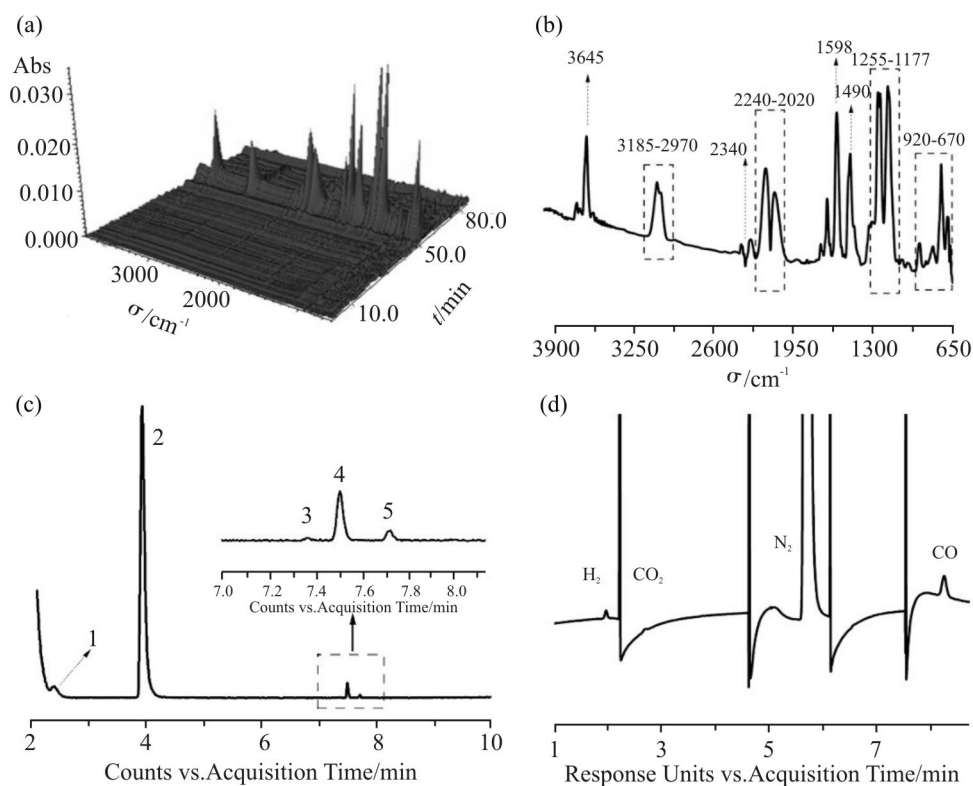 (a)
Abs
0.030
0.020
0.010
0.000
3000
2000
σ/cm⁻¹
10.0
50.0
80.0
t/min
(b)
3645
3185-2970
2340
2240-2020
1598
1490
1255-1177
920-670
3900 3250 2600 1950 1300 650
σ/cm⁻¹
(c)
1
2
3
4
5
7.0 7.2 7.4 7.6 7.8 8.0
Counts vs.Acquisition Time/min
2 4 6 8 10
Counts vs.Acquisition Time/min
(d)
H₂
CO₂
N₂
CO
1 3 5 7
Response Units vs.Acquisition Time/min